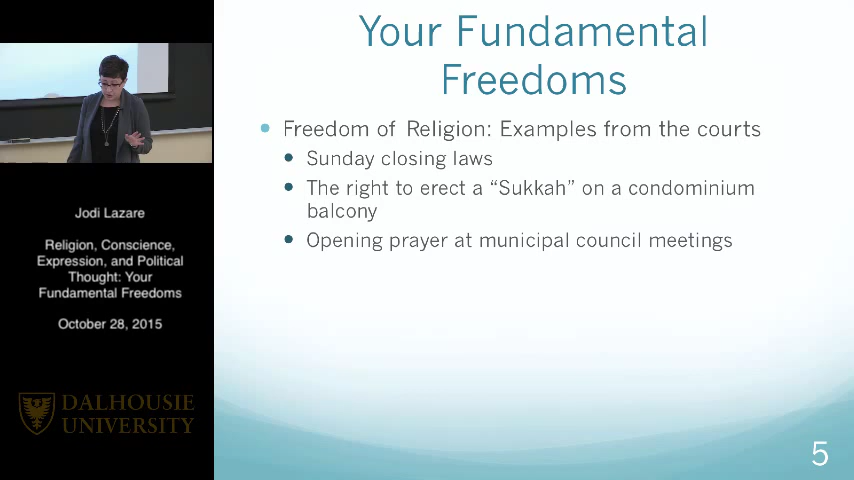 Your Fundamental
Freedoms
Freedom of Religion: Examples from the courts
Sunday closing laws
The right to erect a “Sukkah” on a condominium
balcony
Opening prayer at municipal council meetings
5
Jodi Lazare
Religion, Conscience,
Expression, and Political
Thought: Your
Fundamental Freedoms
October 28, 2015
DALHOUSIE
UNIVERSITY